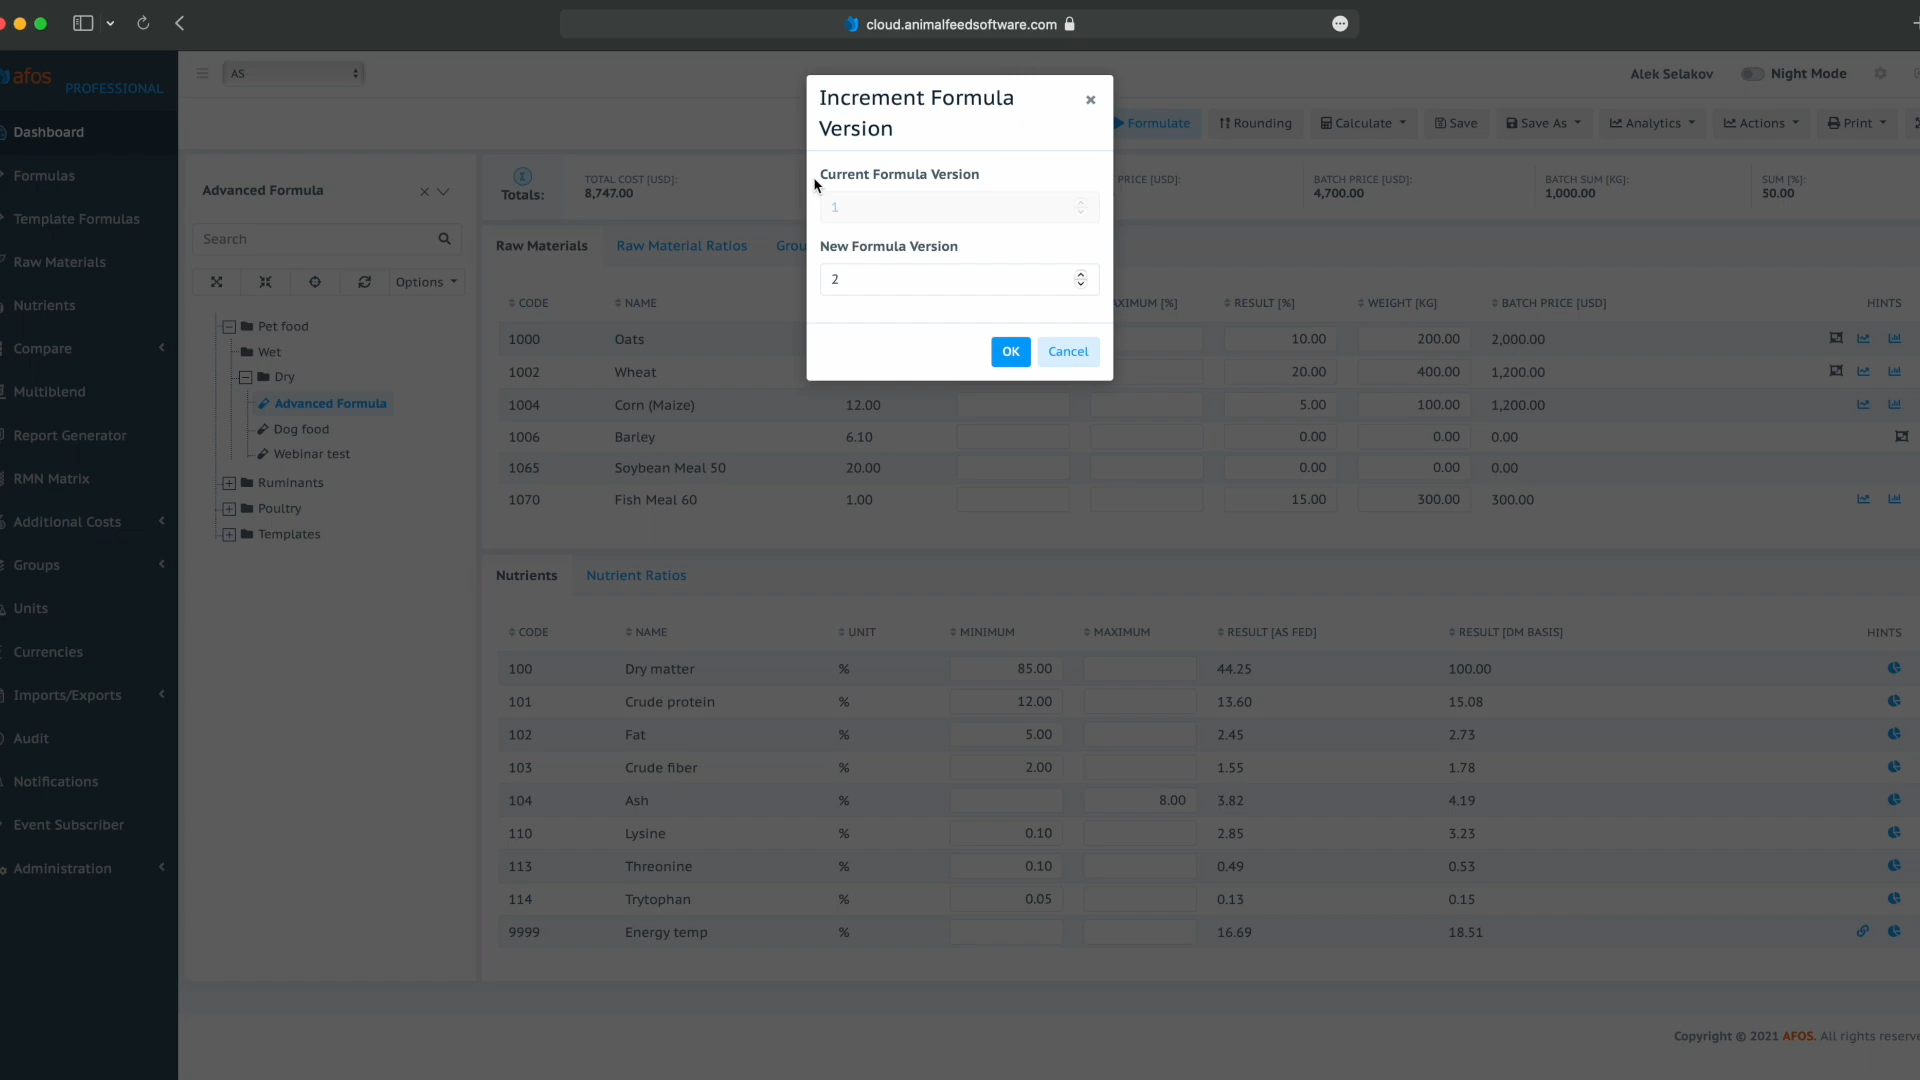 cloud.animalfeedsoftware.com
afos PROFESSIONAL
AS
Alek Selakov
Night Mode
Dashboard
Formulas
Template Formulas
Raw Materials
Nutrients
Compare
Multiblend
Report Generator
RMN Matrix
Additional Costs
Groups
Units
Currencies
Imports/Exports
Audit
Notifications
Event Subscriber
Administration
Formulate Rounding Calculate Save Save As Analytics Actions Print
Advanced Formula
Search
Options
Pet food
Wet
Dry
Advanced Formula
Dog food
Webinar test
Ruminants
Poultry
Templates
Increment Formula
Version
Current Formula Version
1
New Formula Version
2
OK Cancel
Totals:
TOTAL COST [USD]:
8,747.00
PRICE [USD]:
BATCH PRICE [USD]:
4,700.00
BATCH SUM [KG]:
1,000.00
SUM [%]:
50.00
Raw Materials Raw Material Ratios Grou
CODE NAME XIMUM [%] RESULT [%] WEIGHT [KG] BATCH PRICE [USD] HINTS
1000 Oats 10.00 200.00 2,000.00
1002 Wheat 20.00 400.00 1,200.00
1004 Corn (Maize) 12.00 5.00 100.00 1,200.00
1006 Barley 6.10 0.00 0.00 0.00
1065 Soybean Meal 50 20.00 0.00 0.00 0.00
1070 Fish Meal 60 1.00 15.00 300.00 300.00
Nutrients Nutrient Ratios
CODE NAME UNIT MINIMUM MAXIMUM RESULT [AS FED] RESULT [DM BASIS] HINTS
100 Dry matter % 85.00 44.25 100.00
101 Crude protein % 12.00 13.60 15.08
102 Fat % 5.00 2.45 2.73
103 Crude fiber % 2.00 1.55 1.78
104 Ash % 8.00 3.82 4.19
110 Lysine % 0.10 2.85 3.23
113 Threonine % 0.10 0.49 0.53
114 Trytophan % 0.05 0.13 0.15
9999 Energy temp % 16.69 18.51
Copyright © 2021 AFOS. All rights reserve